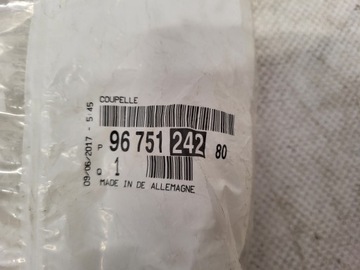 COUPELLE
09/06/2017 - 5:45
P 96 751 242 80
Q 1
MADE IN DE ALLEMAGNE